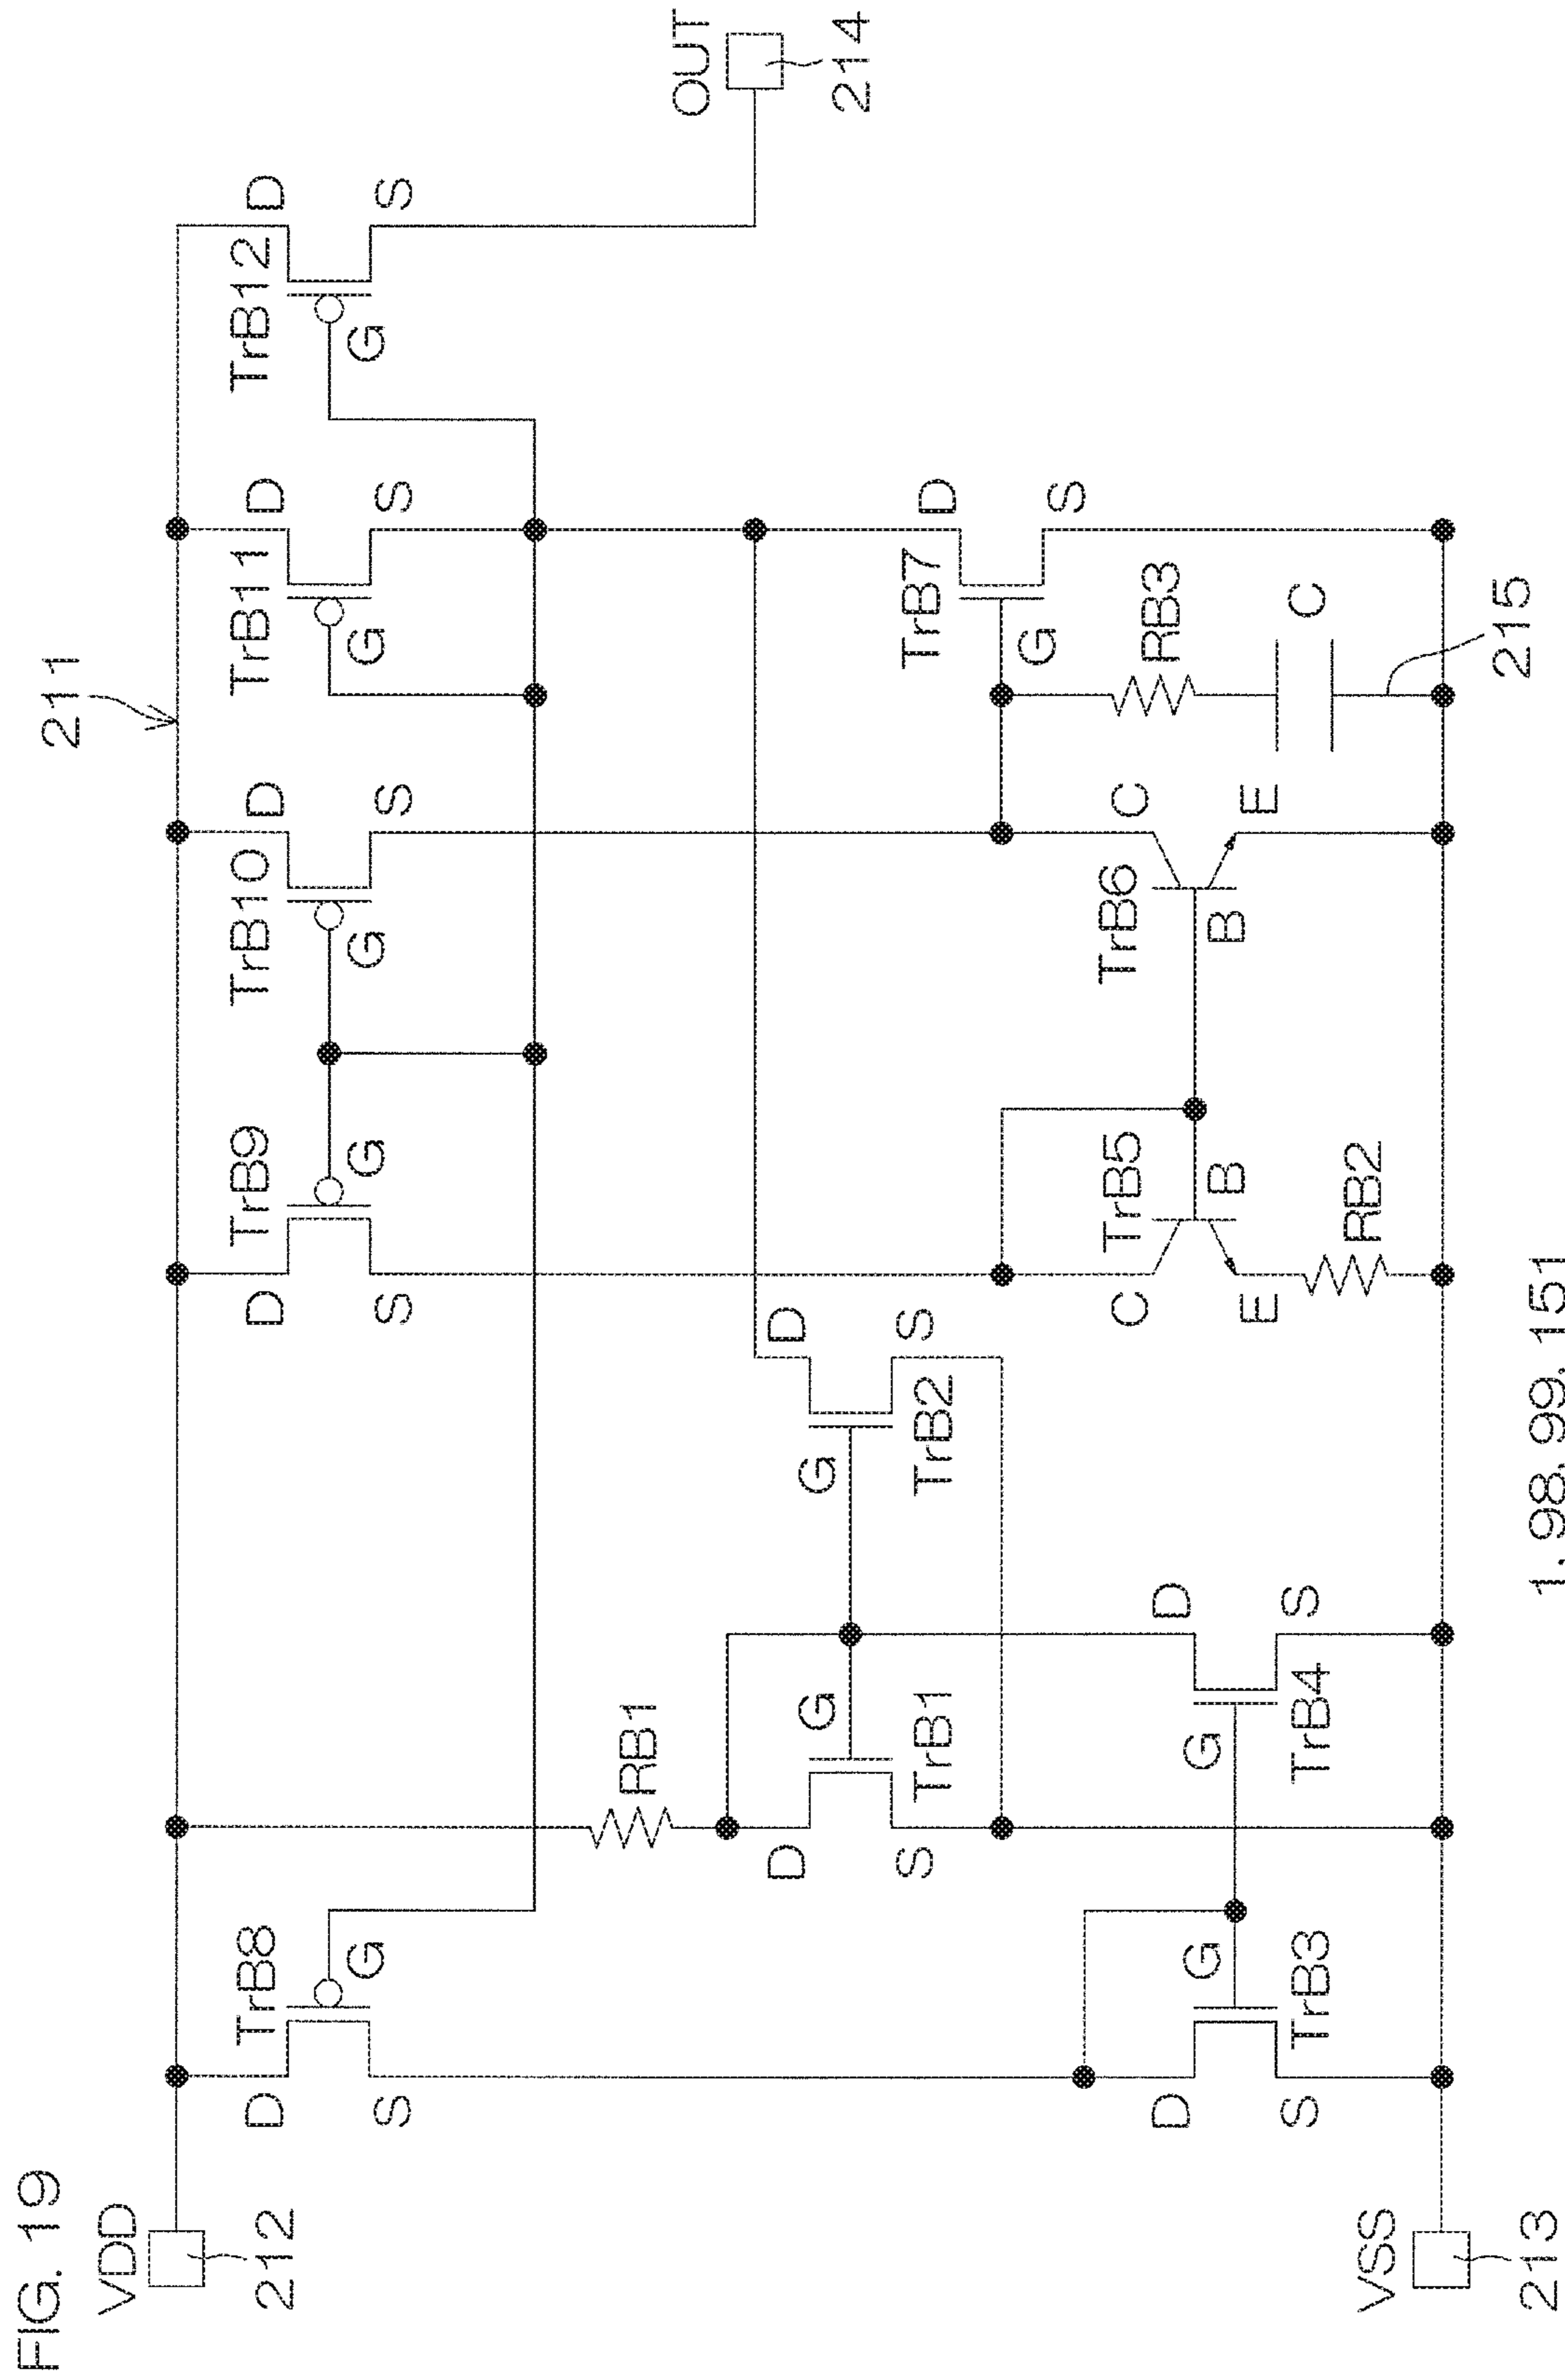 FIG. 19
211
VDD
212
TrB8
D
G
S
TrB9
D
G
S
TrB10
D
G
S
TrB11
D
G
S
TrB12
D
G
S
OUT
214
RB1
D
G
S
TrB1
D
G
S
TrB2
D
G
S
TrB3
D
G
S
TrB4
TrB5
C
B
E
RB2
TrB6
C
B
E
TrB7
D
G
S
RB3
C
215
VSS
213
1, 98, 99, 151